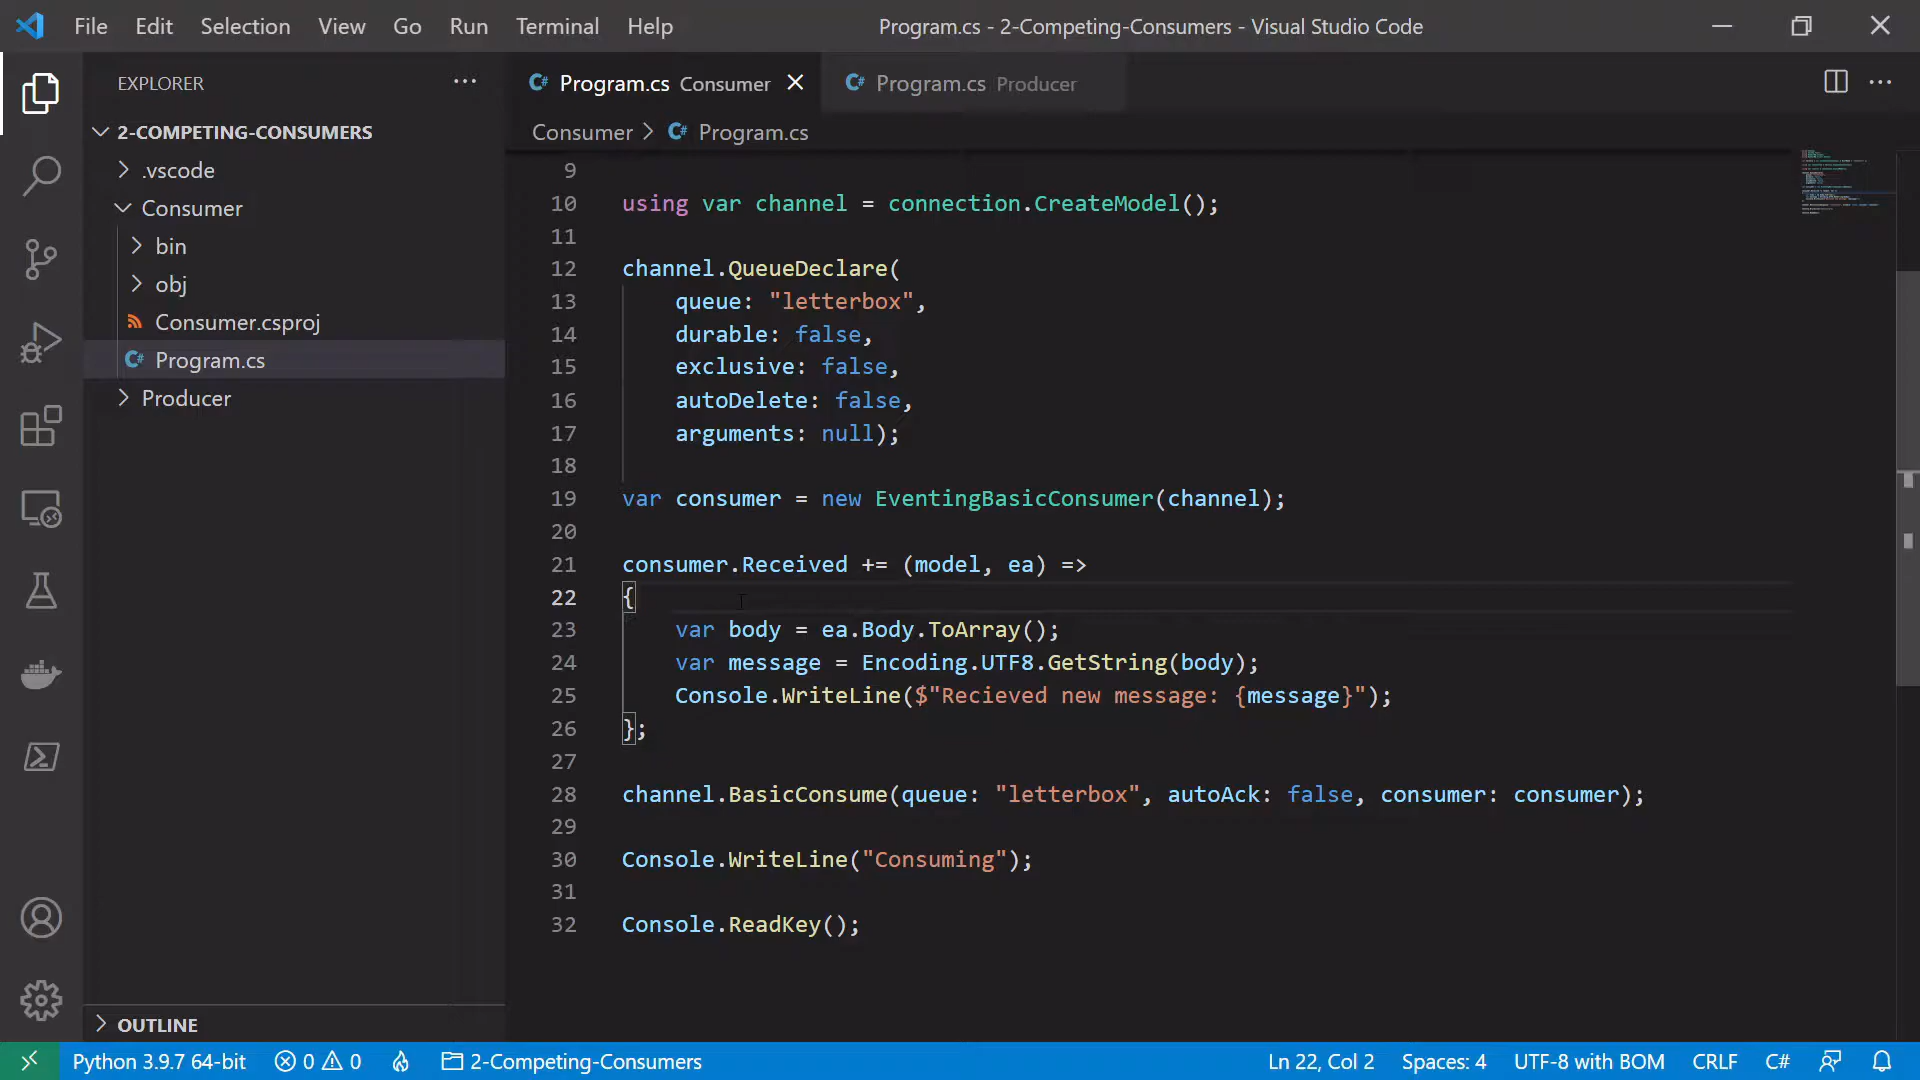 File Edit Selection View Go Run Terminal Help
Program.cs - 2-Competing-Consumers - Visual Studio Code
EXPLORER
2-COMPETING-CONSUMERS
.vscode
Consumer
bin
obj
Consumer.csproj
C# Program.cs
Producer
OUTLINE
C# Program.cs Consumer
C# Program.cs Producer
Consumer > C# Program.cs
9
10 using var channel = connection.CreateModel();
11
12 channel.QueueDeclare(
13 queue: "letterbox",
14 durable: false,
15 exclusive: false,
16 autoDelete: false,
17 arguments: null);
18
19 var consumer = new EventingBasicConsumer(channel);
20
21 consumer.Received += (model, ea) =>
22 {
23 var body = ea.Body.ToArray();
24 var message = Encoding.UTF8.GetString(body);
25 Console.WriteLine($"Recieved new message: {message}");
26 };
27
28 channel.BasicConsume(queue: "letterbox", autoAck: false, consumer: consumer);
29
30 Console.WriteLine("Consuming");
31
32 Console.ReadKey();
Python 3.9.7 64-bit 0 0 2-Competing-Consumers Ln 22, Col 2 Spaces: 4 UTF-8 with BOM CRLF C#